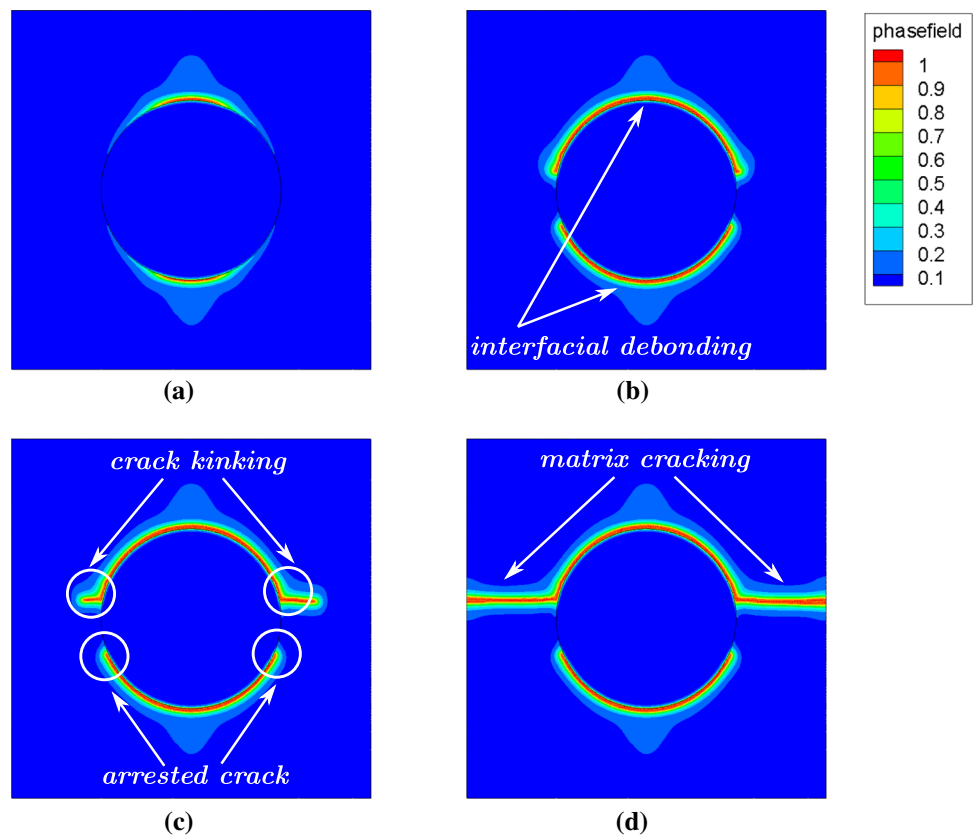 phasefield
1
0.9
0.8
0.7
0.6
0.5
0.4
0.3
0.2
0.1
interfacial debonding
(a)
(b)
crack kinking
arrested crack
matrix cracking
(c)
(d)